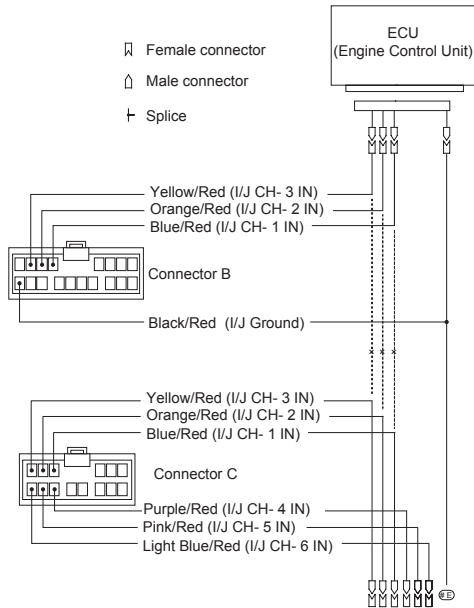 ECU
(Engine Control Unit)
Female connector
Male connector
Splice
Yellow/Red (I/J CH- 3 IN)
Orange/Red (I/J CH- 2 IN)
Blue/Red (I/J CH- 1 IN)
Connector B
Black/Red (I/J Ground)
Yellow/Red (I/J CH- 3 IN)
Orange/Red (I/J CH- 2 IN)
Blue/Red (I/J CH- 1 IN)
Connector C
Purple/Red (I/J CH- 4 IN)
Pink/Red (I/J CH- 5 IN)
Light Blue/Red (I/J CH- 6 IN)
# E